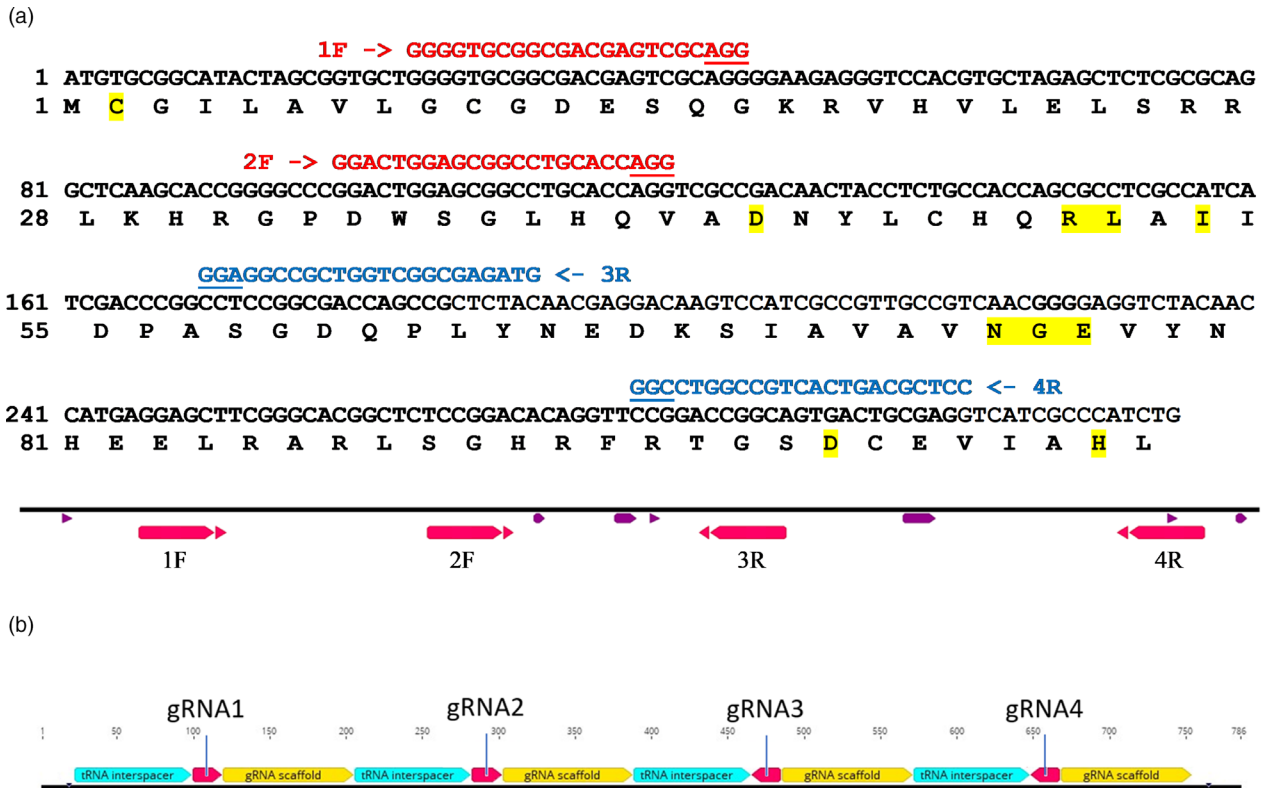 (a)
1F -> GGGGTGCGGCGACGAGTCGCAGG
1 ATGTGCGGCATACTAGCGGTGCTGGGGTGCGGCGACGAGTCGCAGGGGAAGAGGGTCCACGTGCTAGAGCTCTCGCGCAG
1 M C G I L A V L G C G D E S Q G K R V H V L E L S R R
2F -> GGACTGGAGCGGCCTGCACCAGG
81 GCTCAAGCACCGGGGCCCGGACTGGAGCGGCCTGCACCAGGTCGCCGACAACTACCTCTGCCACCAGCGCCTCGCCATCA
28 L K H R G P D W S G L H Q V A D N Y L C H Q R L A I I
GGAGGCCGCTGGTCGGCGAGATG <- 3R
161 TCGACCCGGCCTCCGGCGACCAGCCGCTCTACAACGAGGACAAGTCCATCGCCGTTGCCGTCAACGGGGAGGTCTACAAC
55 D P A S G D Q P L Y N E D K S I A V A V N G E V Y N
GGCCTGGCCGTCACTGACGCTCC <- 4R
241 CATGAGGAGCTTCGGGCACGGCTCTCCGGACACAGGTTCCGGACCGGCAGTGACTGCGAGGTCATCGCCCATCTG
81 H E E L R A R L S G H R F R T G S D C E V I A H L
1F 2F 3R 4R
(b)
gRNA1 gRNA2 gRNA3 gRNA4
1 50 100 150 200 250 300 350 400 450 500 550 600 650 700 750 786
tRNA interspacer gRNA scaffold tRNA interspacer gRNA scaffold tRNA interspacer gRNA scaffold tRNA interspacer gRNA scaffold